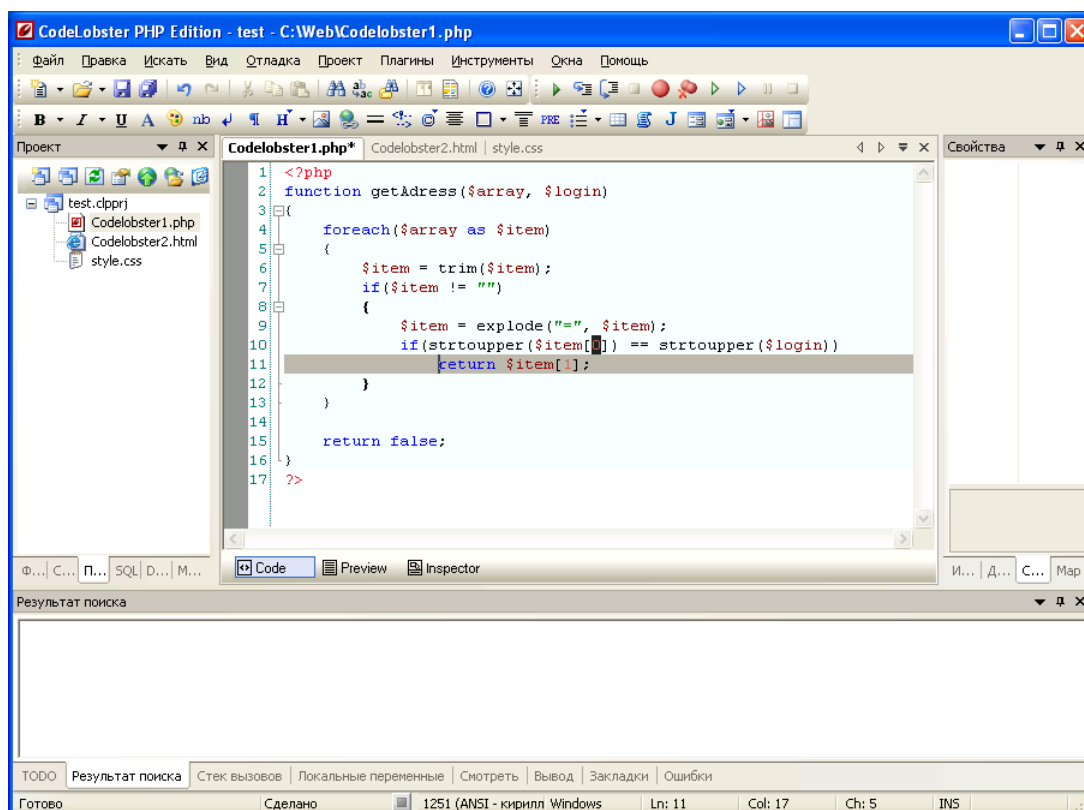 CodeLobster PHP Edition - test - C:\Web\Codelobster1.php
Файл Правка Искать Вид Отладка Проект Плагины Инструменты Окна Помощь
B I U A nb ¶ H PRE J
Проект
Codelobster1.php* Codelobster2.html style.css
Свойства
test.clpprj
Codelobster1.php
Codelobster2.html
style.css
1 <?php
2 function getAdress($array, $login)
3 {
4 foreach($array as $item)
5 {
6 $item = trim($item);
7 if($item != "")
8 {
9 $item = explode("=", $item);
10 if(strtoupper($item[0]) == strtoupper($login))
11 return $item[1];
12 }
13 }
14
15 return false;
16 }
17 ?>
Ф... С... П... SQL D... M...
Code Preview Inspector
И... Д... С... Map
Результат поиска
TODO Результат поиска Стек вызовов Локальные переменные Смотреть Вывод Закладки Ошибки
Готово Сделано 1251 (ANSI - кирилл Windows Ln: 11 Col: 17 Ch: 5 INS